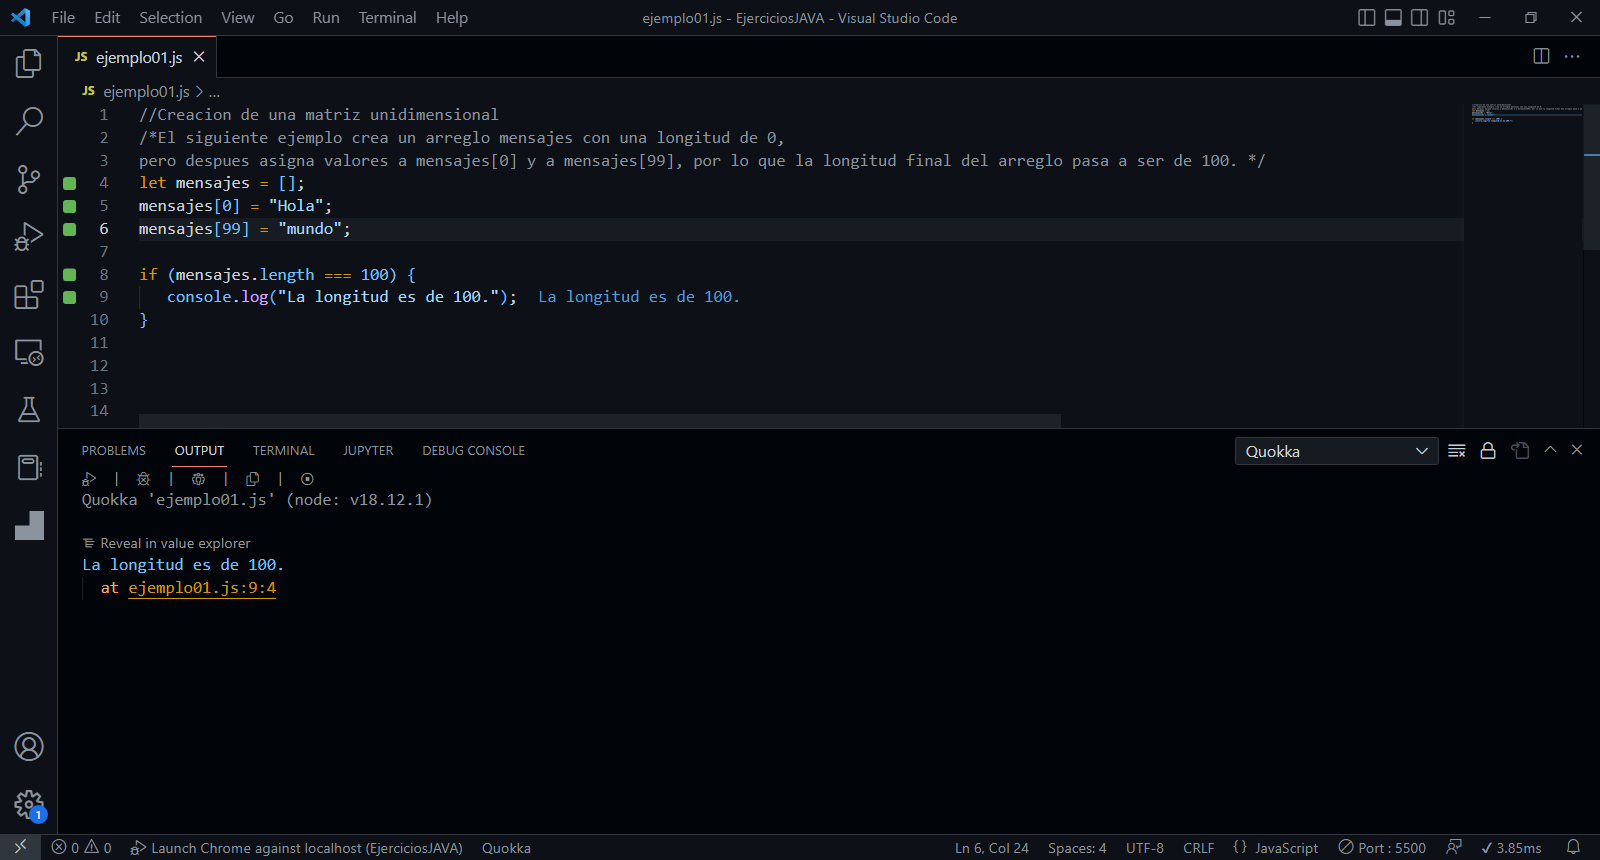 File Edit Selection View Go Run Terminal Help
ejemplo01.js - EjerciciosJAVA - Visual Studio Code
JS ejemplo01.js
JS ejemplo01.js > ...
1 //Creacion de una matriz unidimensional
2 /*El siguiente ejemplo crea un arreglo mensajes con una longitud de 0,
3 pero despues asigna valores a mensajes[0] y a mensajes[99], por lo que la longitud final del arreglo pasa a ser de 100. */
4 let mensajes = [];
5 mensajes[0] = "Hola";
6 mensajes[99] = "mundo";
7
8 if (mensajes.length === 100) {
9 console.log("La longitud es de 100."); La longitud es de 100.
10 }
11
12
13
14
PROBLEMS OUTPUT TERMINAL JUPYTER DEBUG CONSOLE
Quokka
Quokka 'ejemplo01.js' (node: v18.12.1)
Reveal in value explorer
La longitud es de 100.
at ejemplo01.js:9:4
1
0 0 Launch Chrome against localhost (EjerciciosJAVA) Quokka
Ln 6, Col 24 Spaces: 4 UTF-8 CRLF {} JavaScript Port : 5500 ✓ 3.85ms